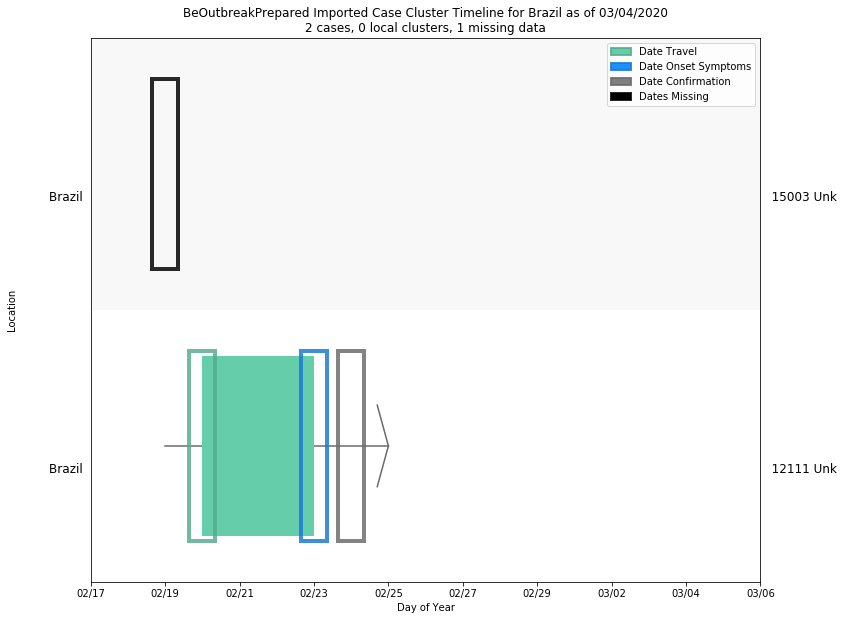 BeOutbreakPrepared Imported Case Cluster Timeline for Brazil as of 03/04/2020
2 cases, 0 local clusters, 1 missing data
Date Travel
Date Onset Symptoms
Date Confirmation
Dates Missing
Brazil
15003 Unk
Location
Brazil
12111 Unk
02/17 02/19 02/21 02/23 02/25 02/27 02/29 03/02 03/04 03/06
Day of Year